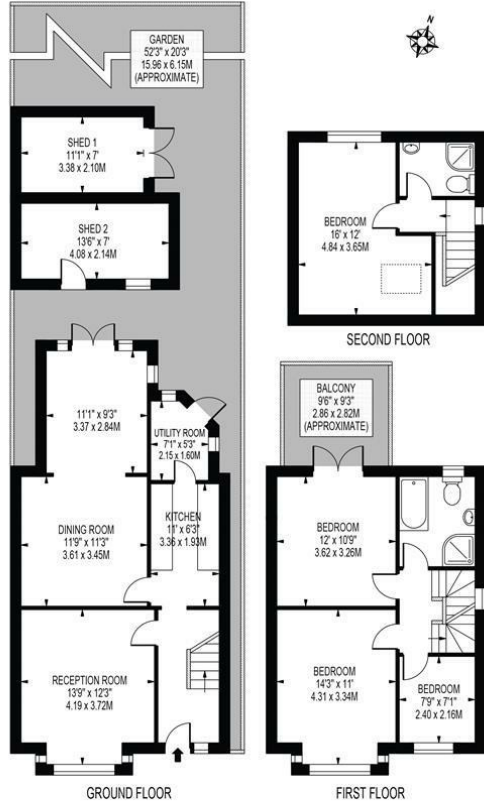 N
GARDEN
52'3" x 20'3"
15.96 x 6.15M
(APPROXIMATE)
SHED 1
11'1" x 7'
3.38 x 2.10M
SHED 2
13'6" x 7'
4.08 x 2.14M
11'1" x 9'3"
3.37 x 2.84M
UTILITY ROOM
7'1" x 5'3"
2.15 x 1.60M
KITCHEN
11' x 6'3"
3.36 x 1.93M
DINING ROOM
11'9" x 11'3"
3.61 x 3.45M
RECEPTION ROOM
13'9" x 12'3"
4.19 x 3.72M
GROUND FLOOR
BEDROOM
16' x 12'
4.84 x 3.65M
SECOND FLOOR
BALCONY
9'6" x 9'3"
2.86 x 2.82M
(APPROXIMATE)
BEDROOM
12' x 10'9"
3.62 x 3.26M
BEDROOM
14'3" x 11'
4.31 x 3.34M
BEDROOM
7'9" x 7'1"
2.40 x 2.16M
FIRST FLOOR